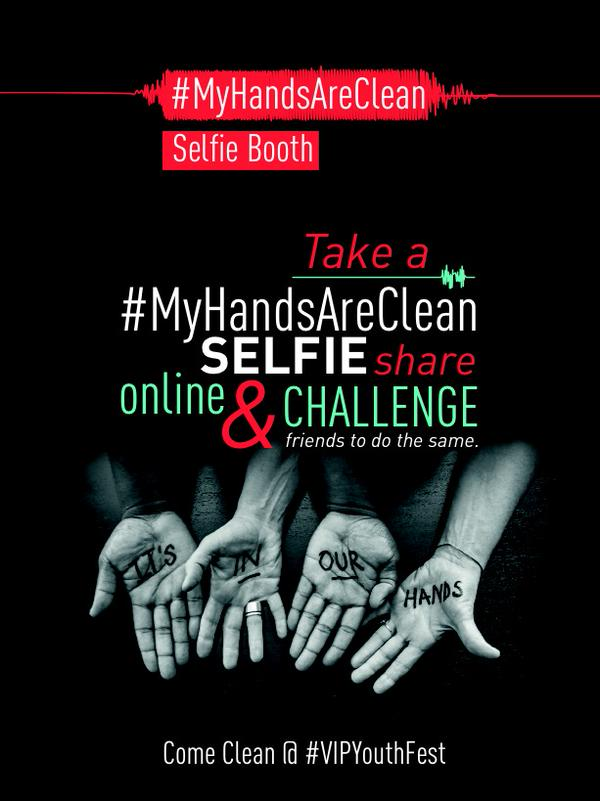 #MyHandsAreClean
Selfie Booth
Take a
#MyHandsAreClean
SELFIE share
online & CHALLENGE
friends to do the same.
IT'S IN OUR HANDS
Come Clean @ #VIPYouthFest